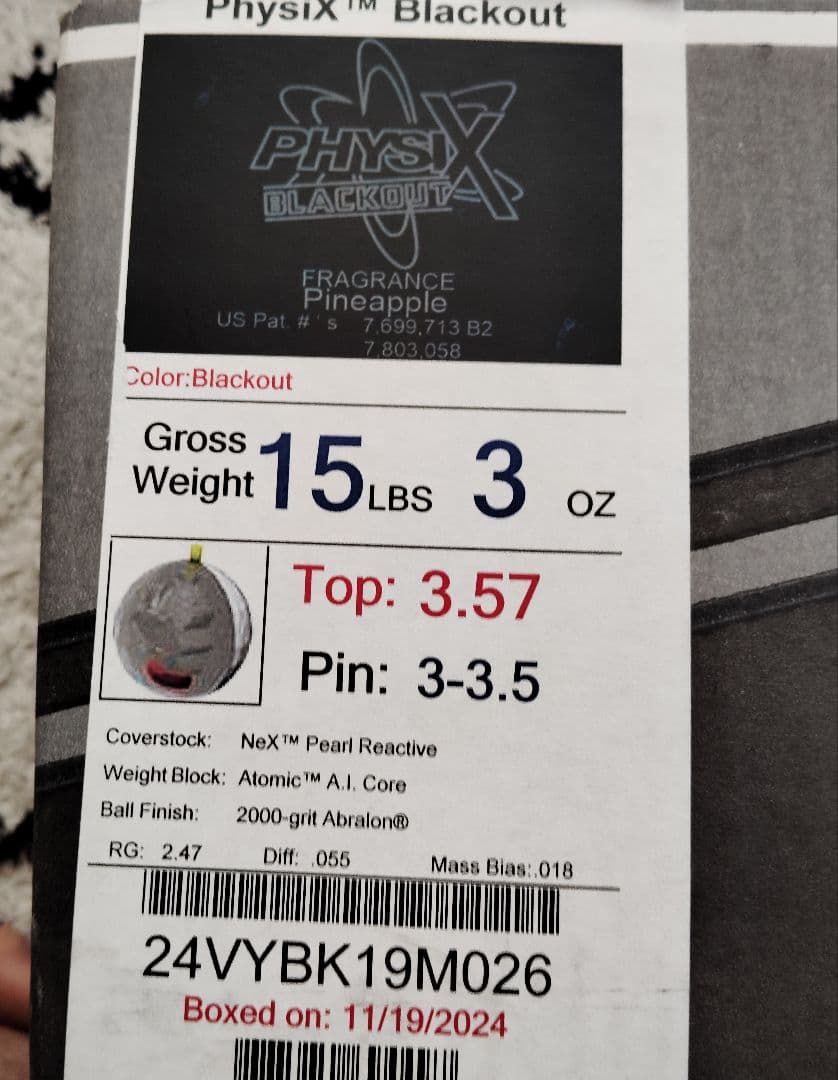 PhysiX™ Blackout
PHYSIX
BLACKOUT
FRAGRANCE
Pineapple
US Pat. # ' s 7,699,713 B2
7,803,058
Color:Blackout
Gross Weight 15 LBS 3 OZ
Top: 3.57
Pin: 3-3.5
Coverstock: NeX™ Pearl Reactive
Weight Block: Atomic™ A.I. Core
Ball Finish: 2000-grit Abralon®
RG: 2.47 Diff: .055 Mass Bias:.018
24VYBK19M026
Boxed on: 11/19/2024